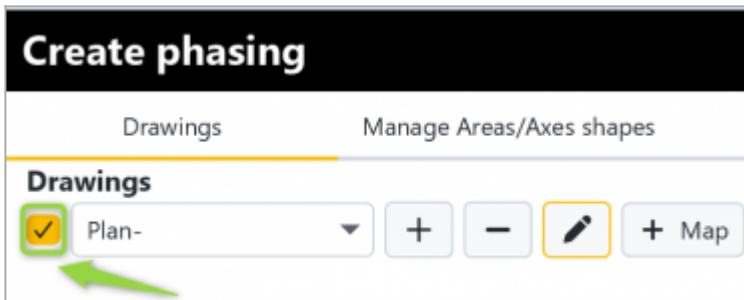 Create phasing
Drawings Manage Areas/Axes shapes
Drawings
Plan- + − + Map